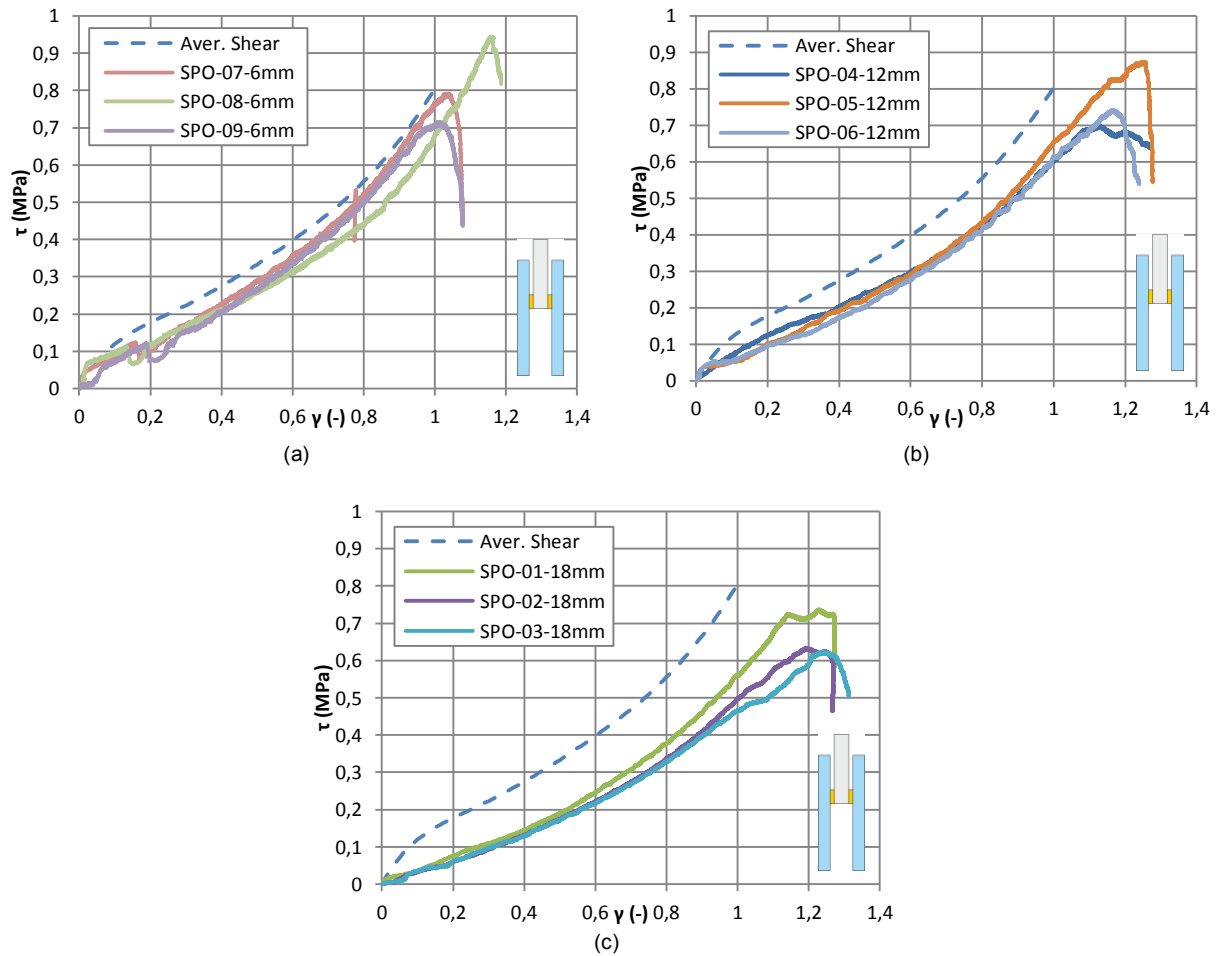 1
0,9
0,8
0,7
0,6
0,5
0,4
0,3
0,2
0,1
0
τ (MPa)
Aver. Shear
SPO-07-6mm
SPO-08-6mm
SPO-09-6mm
0 0,2 0,4 0,6 0,8 1 1,2 1,4
γ (-)
(a)
1
0,9
0,8
0,7
0,6
0,5
0,4
0,3
0,2
0,1
0
τ (MPa)
Aver. Shear
SPO-04-12mm
SPO-05-12mm
SPO-06-12mm
0 0,2 0,4 0,6 0,8 1 1,2 1,4
γ (-)
(b)
1
0,9
0,8
0,7
0,6
0,5
0,4
0,3
0,2
0,1
0
τ (MPa)
Aver. Shear
SPO-01-18mm
SPO-02-18mm
SPO-03-18mm
0 0,2 0,4 0,6 0,8 1 1,2 1,4
γ (-)
(c)